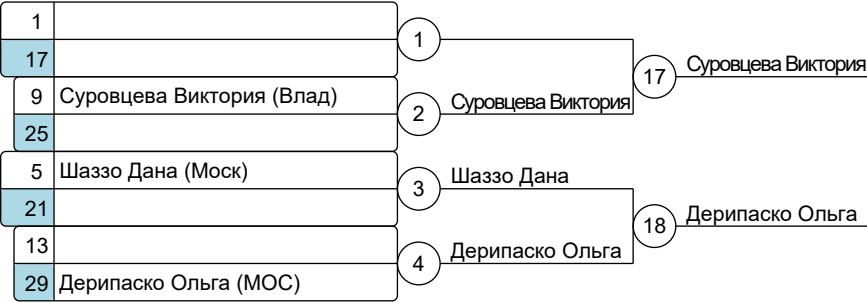 1
17
1
9 Суровцева Виктория (Влад)
25
2
Суровцева Виктория
17
Суровцева Виктория
5 Шаззо Дана (Моск)
21
3
Шаззо Дана
13
29 Дерипаско Ольга (МОС)
4
Дерипаско Ольга
18
Дерипаско Ольга